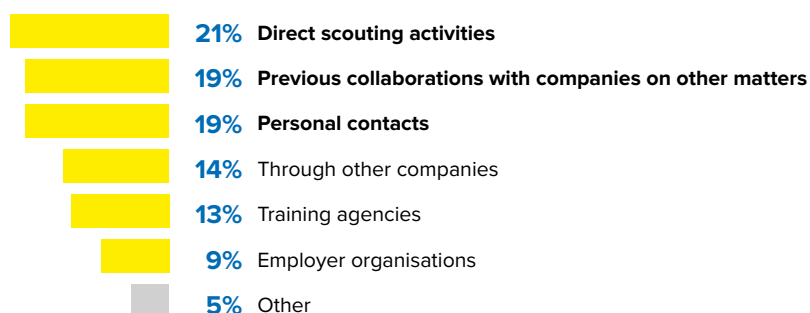 21% Direct scouting activities
19% Previous collaborations with companies on other matters
19% Personal contacts
14% Through other companies
13% Training agencies
9% Employer organisations
5% Other